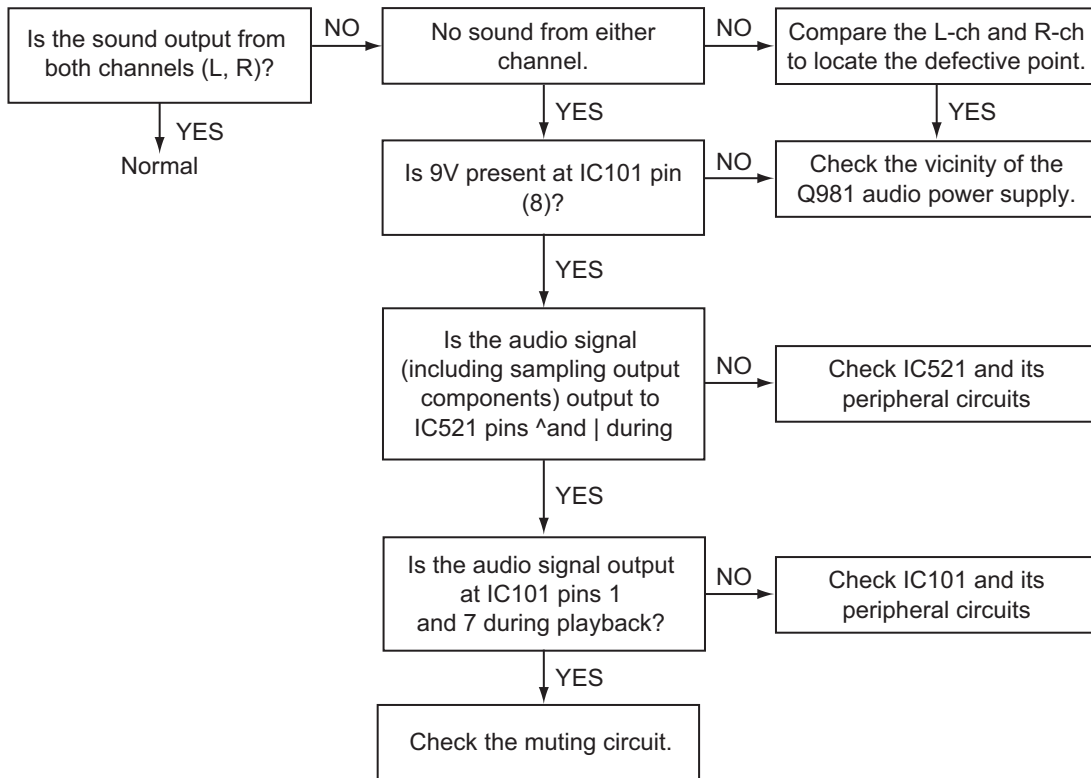 Is the sound output from
both channels (L, R)?
NO
No sound from either
channel.
NO
Compare the L-ch and R-ch
to locate the defective point.
YES
Normal
YES
YES
Is 9V present at IC101 pin
(8)?
NO
Check the vicinity of the
Q981 audio power supply.
YES
Is the audio signal
(including sampling output
components) output to
IC521 pins ^and | during
NO
Check IC521 and its
peripheral circuits
YES
Is the audio signal output
at IC101 pins 1
and 7 during playback?
NO
Check IC101 and its
peripheral circuits
YES
Check the muting circuit.